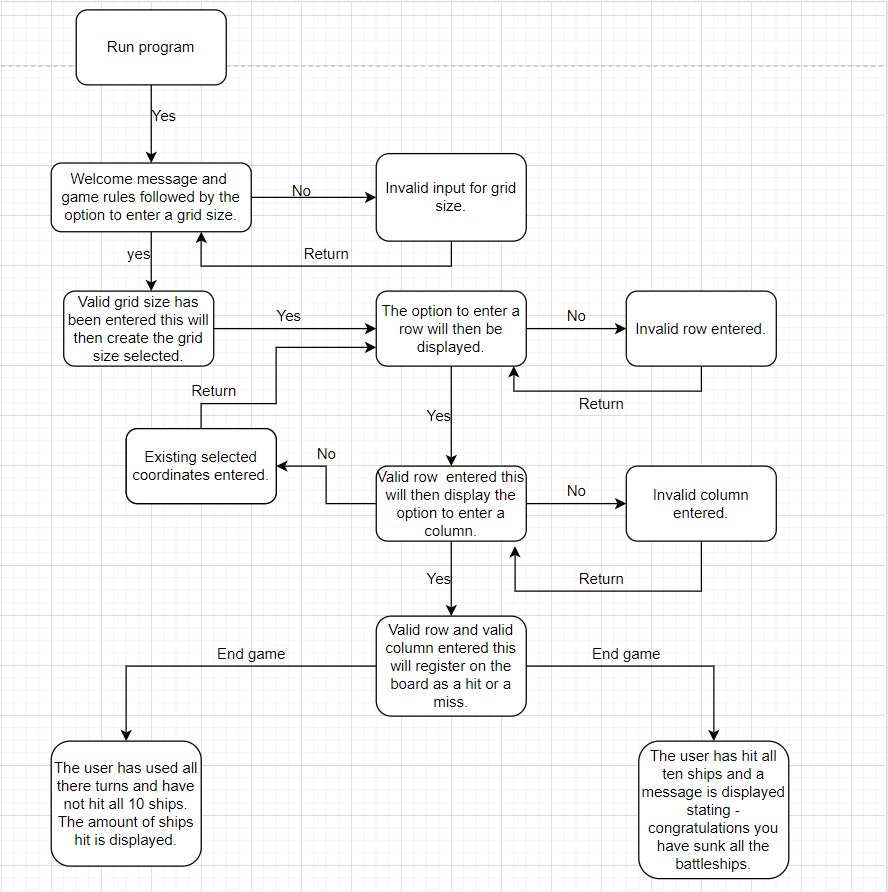 Run program
Yes
Welcome message and
game rules followed by the
option to enter a grid size.
No
Invalid input for grid
size.
Return
yes
Valid grid size has
been entered this will
then create the grid
size selected.
Yes
The option to enter a
row will then be
displayed.
No
Invalid row entered.
Return
Return
Yes
Existing selected
coordinates entered.
No
Valid row entered this
will then display the
option to enter a
column.
No
Invalid column
entered.
Return
Yes
Valid row and valid
column entered this
will register on the
board as a hit or a
miss.
End game
End game
The user has used all
there turns and have
not hit all 10 ships.
The amount of ships
hit is displayed.
The user has hit all
ten ships and a
message is displayed
stating -
congratulations you
have sunk all the
battleships.